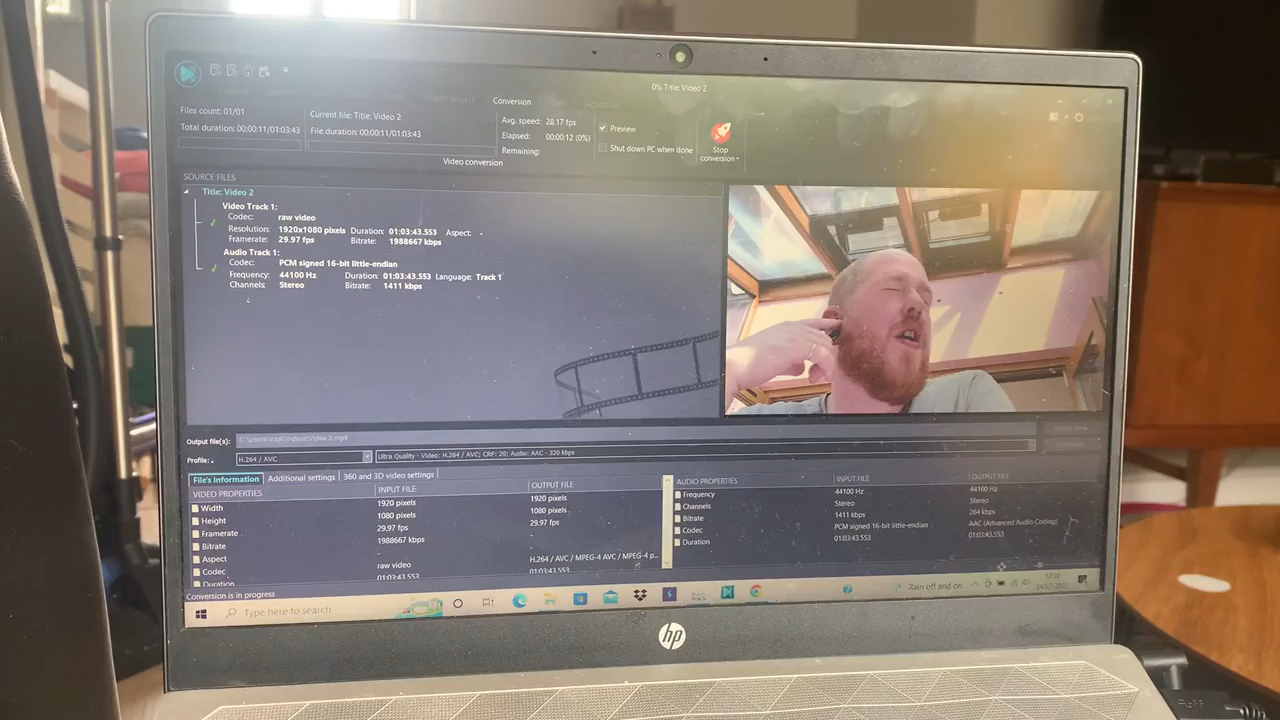 0% Title: Video 2
Conversion
Files count: 01/01
Total duration: 00:00:11/01:03:43
Current file: Title: Video 2
File duration: 00:00:11/01:03:43
Avg. speed: 28.17 fps
Elapsed: 00:00:12 (0%)
Remaining:
Preview
Shut down PC when done
Stop
conversion
Video conversion
SOURCE FILES
Title: Video 2
Video Track 1:
Codec: raw video
Resolution: 1920x1080 pixels Duration: 01:03:43.553 Aspect: -
Framerate: 29.97 fps Bitrate: 1988667 kbps
Audio Track 1:
Codec: PCM signed 16-bit little-endian
Frequency: 44100 Hz Duration: 01:03:43.553 Language: Track 1
Channels: Stereo Bitrate: 1411 kbps
Output file(s):
Profile: H.264 / AVC Ultra Quality - Video: H.264 / AVC; CRF: 20; Audio: AAC - 320 kbps
File's information Additional settings 360 and 3D video settings
VIDEO PROPERTIES INPUT FILE OUTPUT FILE
Width 1920 pixels 1920 pixels
Height 1080 pixels 1080 pixels
Framerate 29.97 fps 29.97 fps
Bitrate 1988667 kbps
Aspect
Codec raw video H.264 / AVC / MPEG-4 AVC / MPEG-4 p...
Duration 01:03:43.553 01:03:43.553
AUDIO PROPERTIES INPUT FILE OUTPUT FILE
Frequency 44100 Hz 44100 Hz
Channels Stereo Stereo
Bitrate 1411 kbps 264 kbps
Codec PCM signed 16-bit little-endian AAC (Advanced Audio Coding)
Duration 01:03:43.553 01:03:43.553
Conversion is in progress
Type here to search
Rain off and on
hp